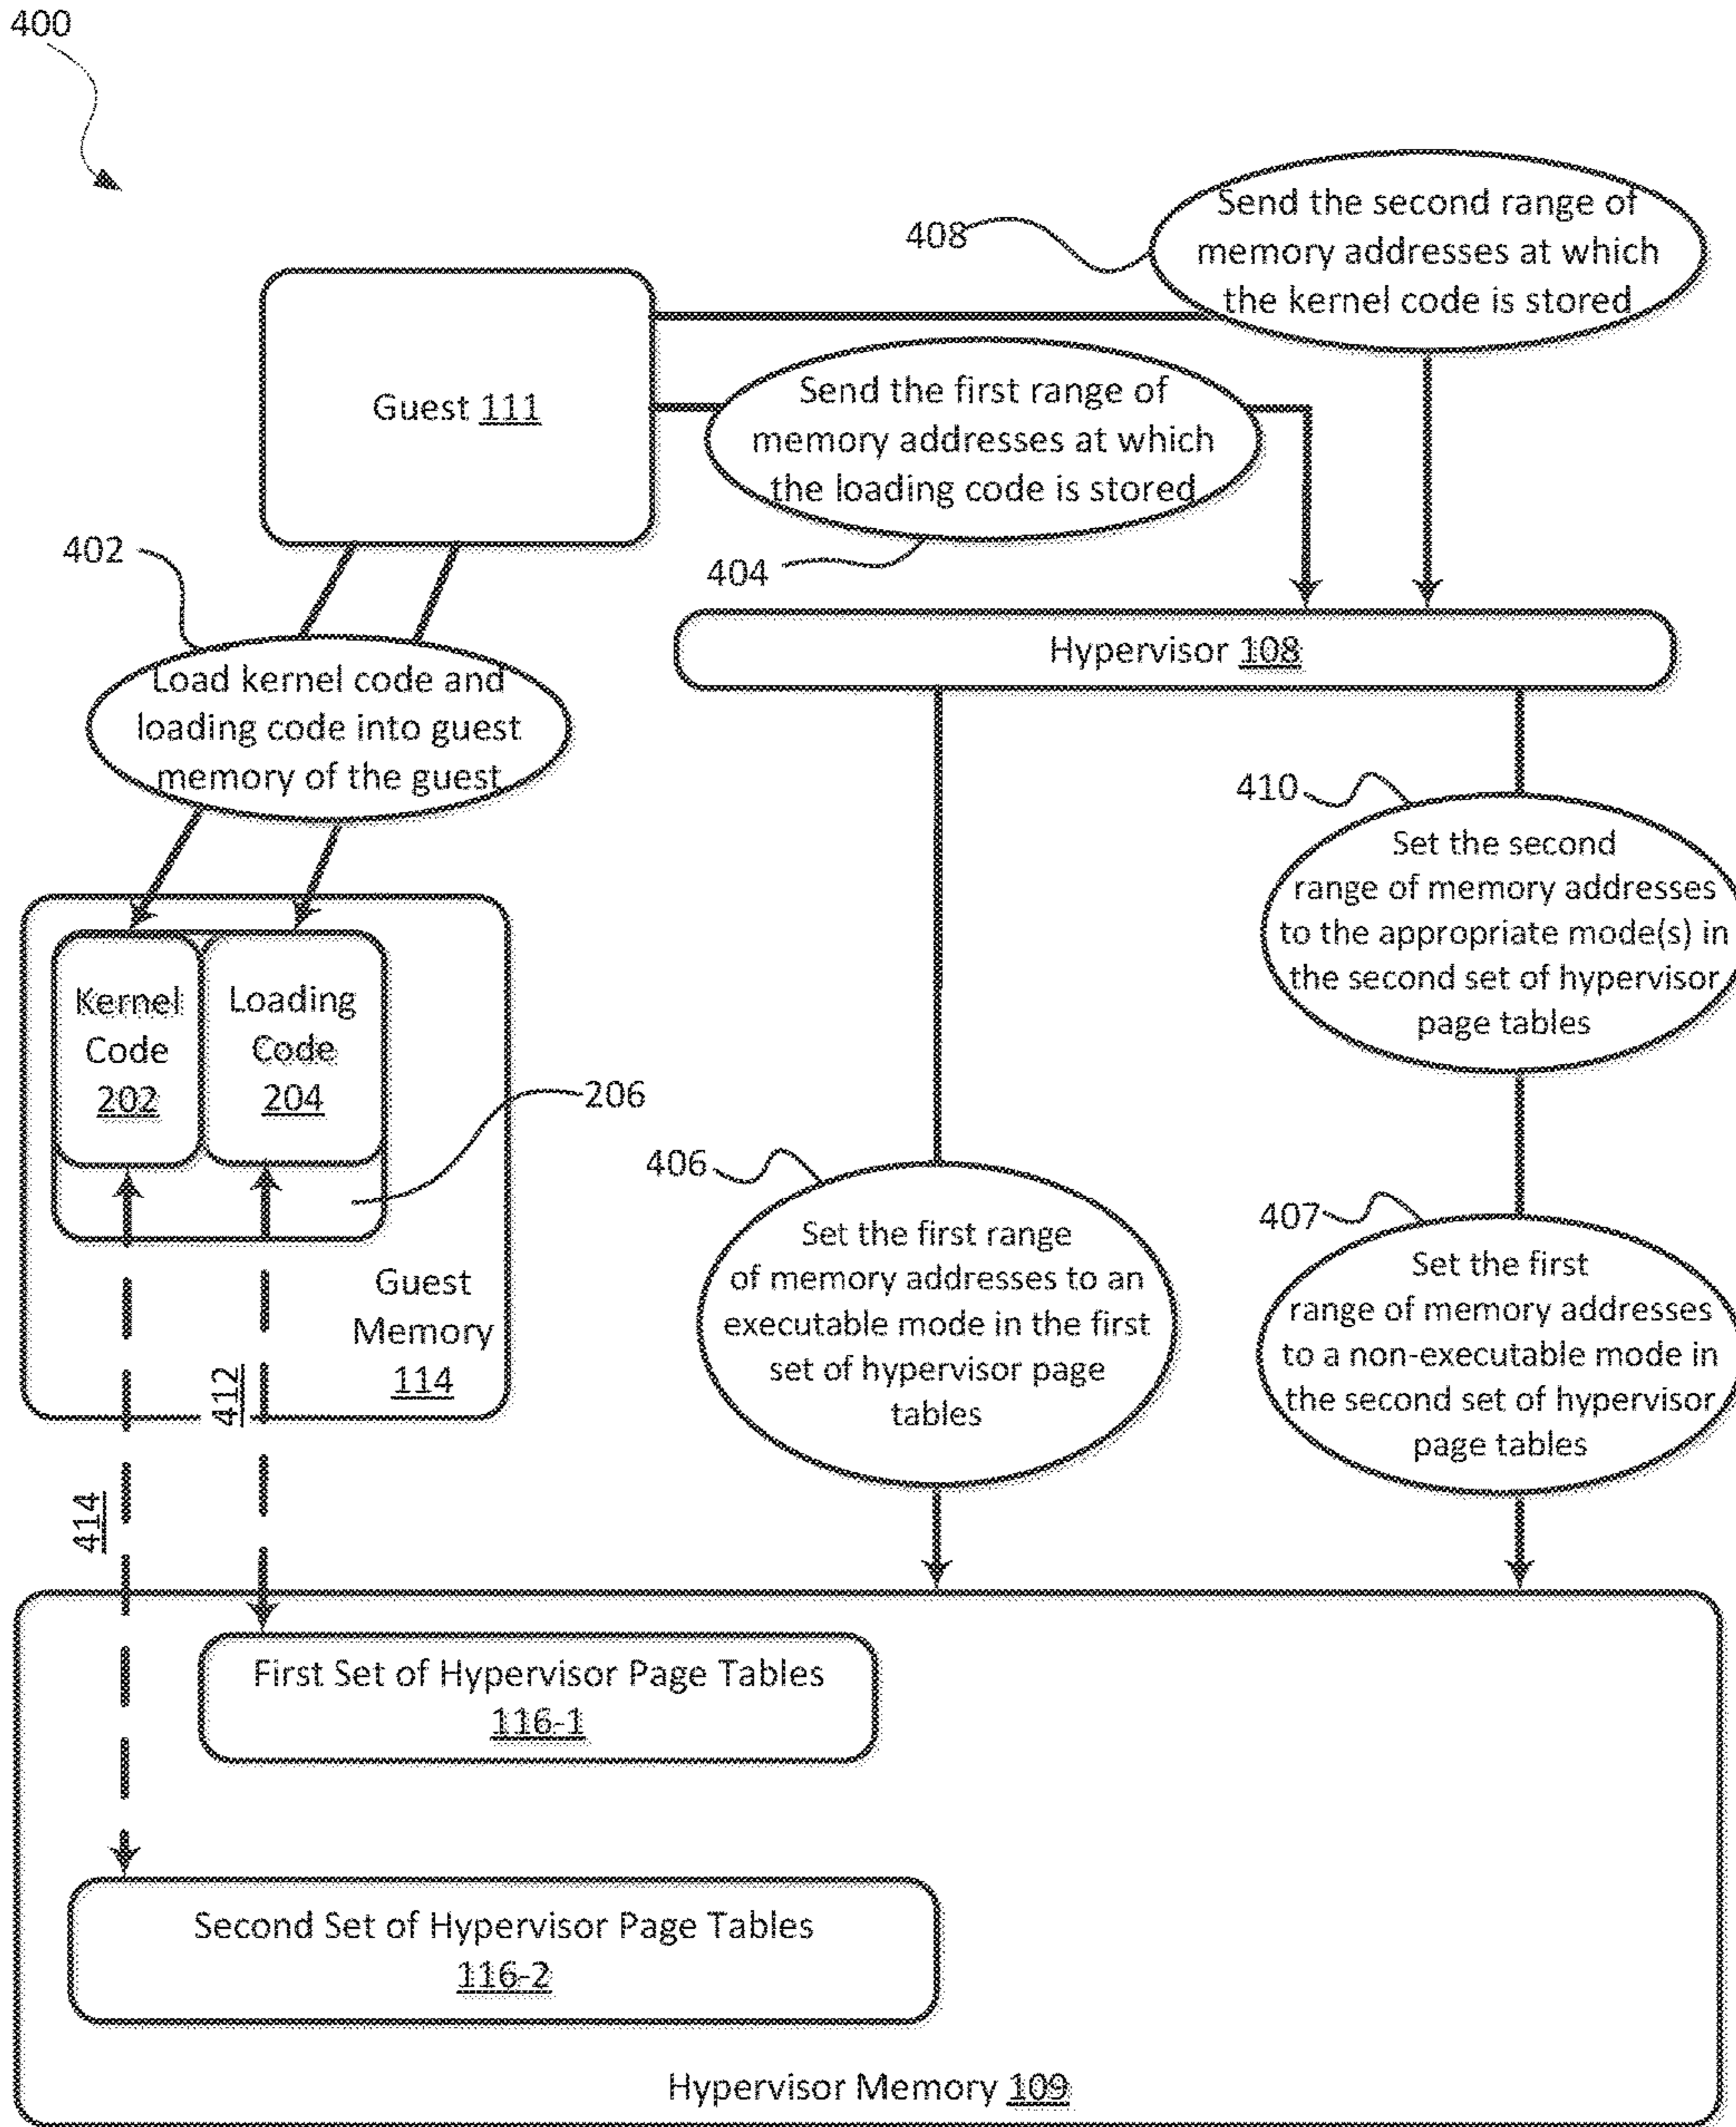 400
408
Send the second range of
memory addresses at which
the kernel code is stored
Guest 111
Send the first range of
memory addresses at which
the loading code is stored
404
402
Load kernel code and
loading code into guest
memory of the guest
Hypervisor 108
410
Set the second
range of memory addresses
to the appropriate mode(s) in
the second set of hypervisor
page tables
Kernel
Code
202
Loading
Code
204
206
Guest
Memory
114
406
Set the first range
of memory addresses to an
executable mode in the first
set of hypervisor page
tables
407
Set the first
range of memory addresses
to a non-executable mode in
the second set of hypervisor
page tables
412
414
First Set of Hypervisor Page Tables
116-1
Second Set of Hypervisor Page Tables
116-2
Hypervisor Memory 109